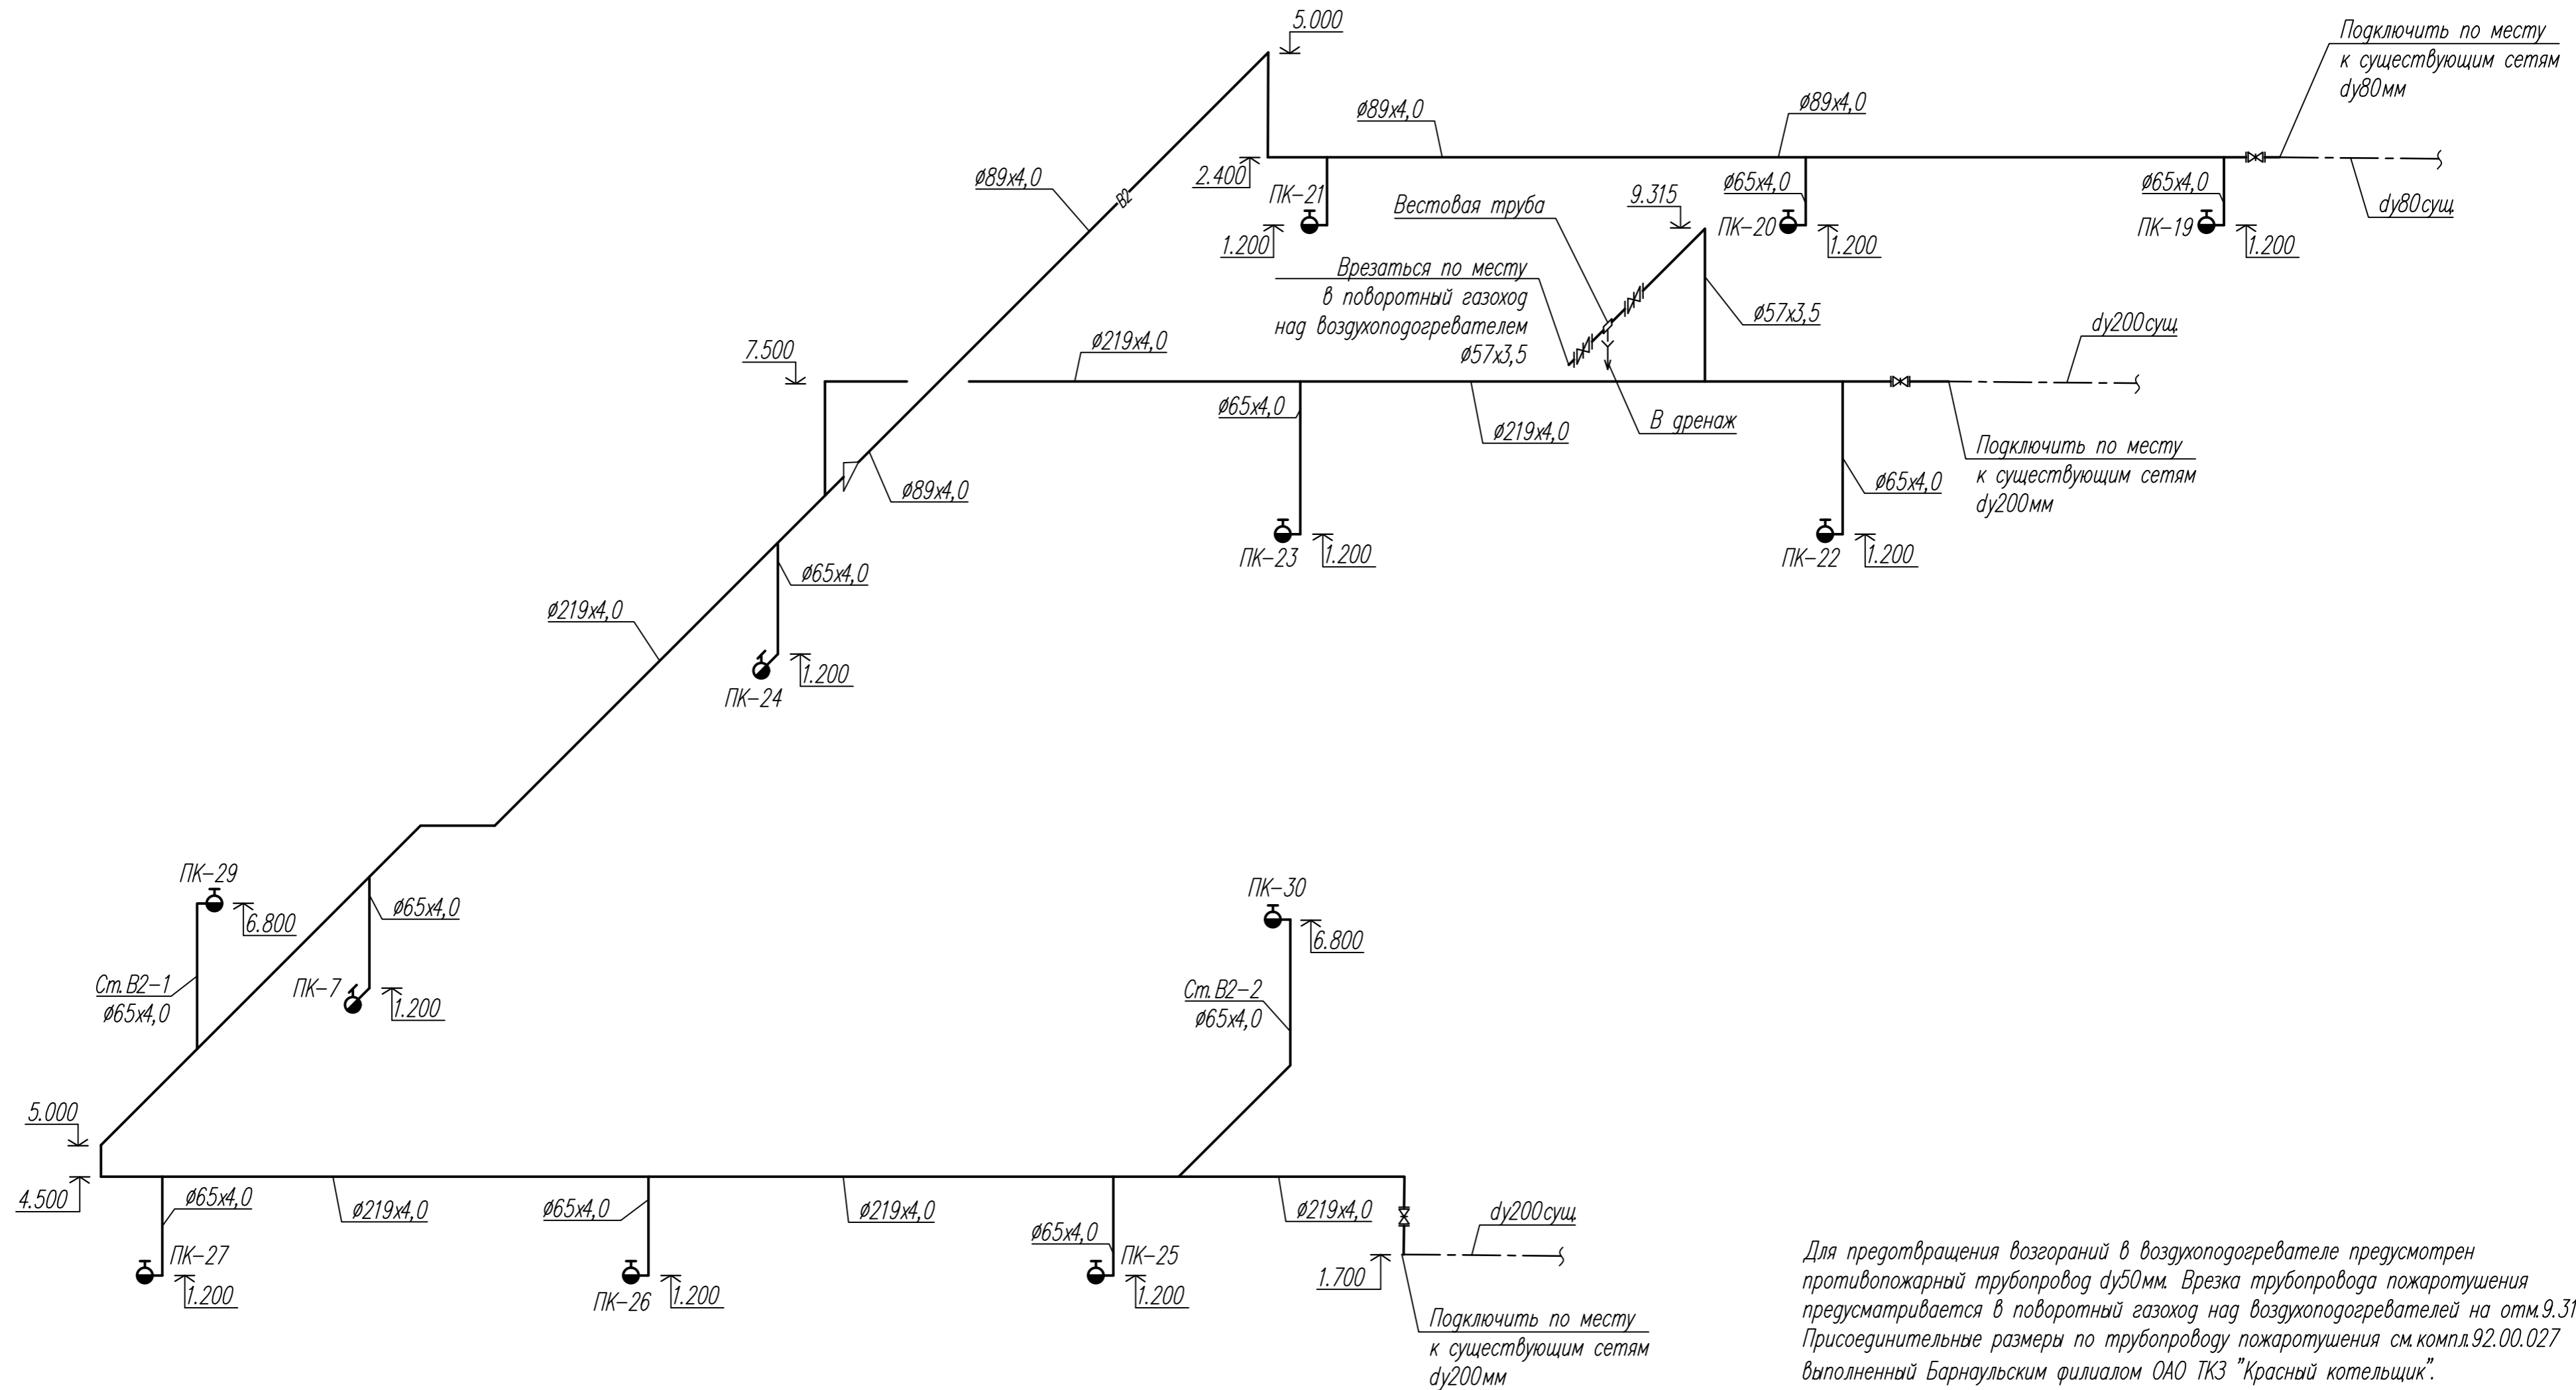 5.000
Подключить по месту
к существующим сетям
dу80мм
ø89х4,0
ø89х4,0
ø89х4,0
В2
2.400
ПК-21
1.200
Вестовая труба
9.315
ø65х4,0
ПК-20
1.200
ø65х4,0
ПК-19
1.200
dу80сущ.
Врезаться по месту
в поворотный газоход
над воздухоподогревателем
ø57х3,5
ø57х3,5
dу200сущ.
7.500
ø219х4,0
ø65х4,0
ø219х4,0
В дренаж
Подключить по месту
к существующим сетям
dу200мм
ø89х4,0
ø65х4,0
ПК-23
1.200
ПК-22
1.200
ø65х4,0
ø219х4,0
1.200
ПК-24
ПК-29
6.800
ø65х4,0
ПК-30
6.800
Ст.В2-1
ø65х4,0
ПК-7
1.200
Ст.В2-2
ø65х4,0
5.000
4.500
ø65х4,0
ø219х4,0
ø65х4,0
ø219х4,0
ø65х4,0
ø219х4,0
dу200сущ.
ПК-27
1.200
ПК-26
1.200
ПК-25
1.200
1.700
Подключить по месту
к существующим сетям
dу200мм
Для предотвращения возгораний в воздухоподогревателе предусмотрен
противопожарный трубопровод dу50мм. Врезка трубопровода пожаротушения
предусматривается в поворотный газоход над воздухоподогревателей на отм.9.31
Присоединительные размеры по трубопроводу пожаротушения см.компл.92.00.027
выполненный Барнаульским филиалом ОАО ТКЗ "Красный котельщик".